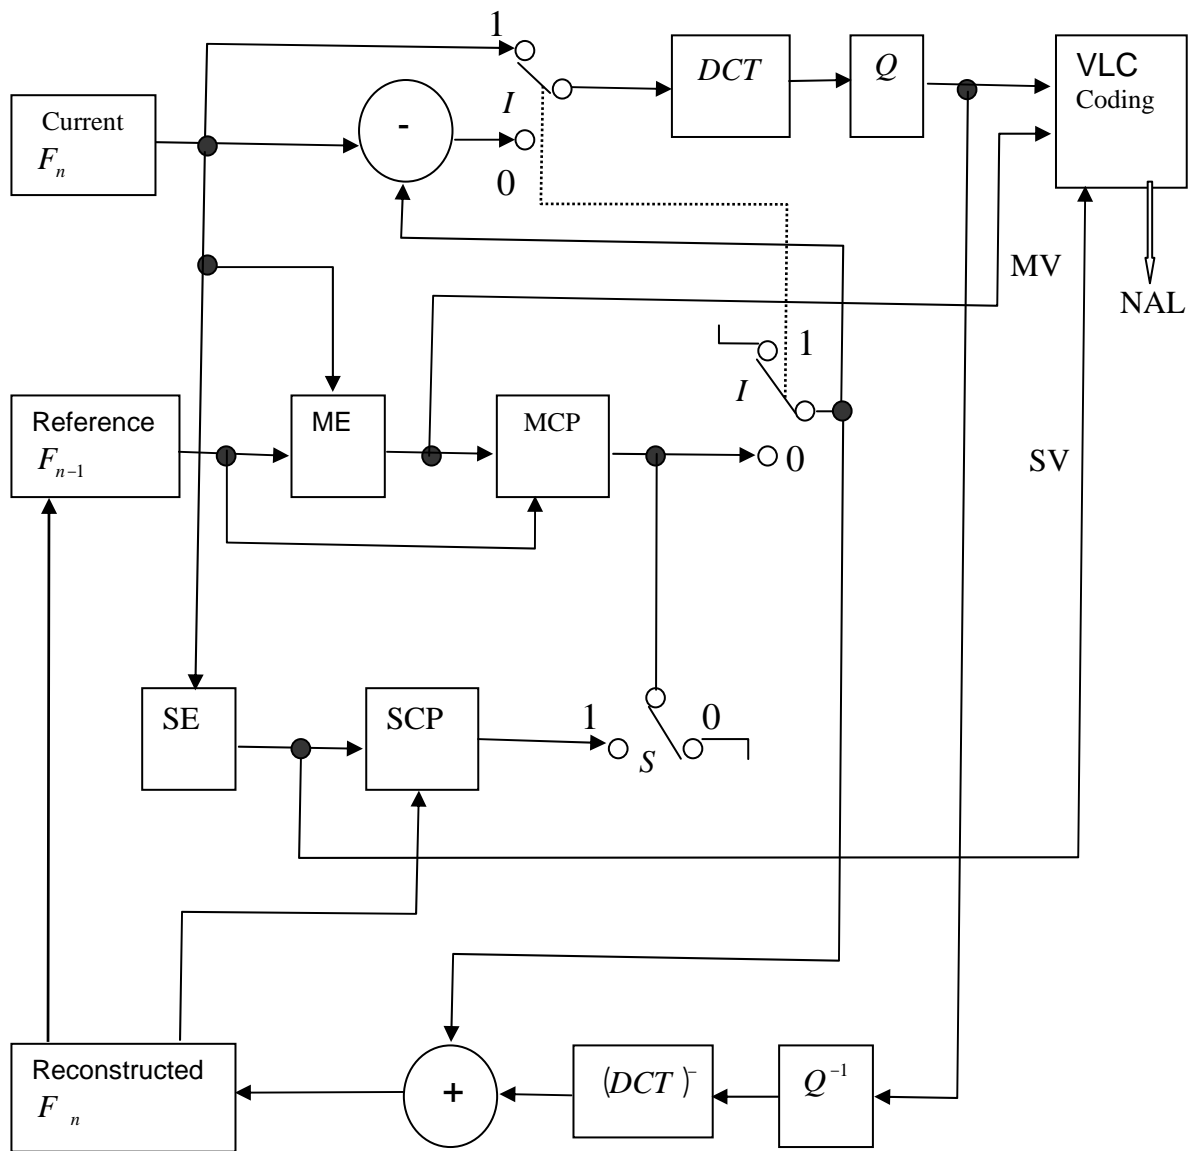 1
DCT
Q
VLC
Coding
Current
F_n
-
I
0
MV
NAL
1
I
Reference
F_{n-1}
ME
MCP
0
SV
SE
SCP
1
0
S
Reconstructed
F_n
+
(DCT)^-
Q^{-1}